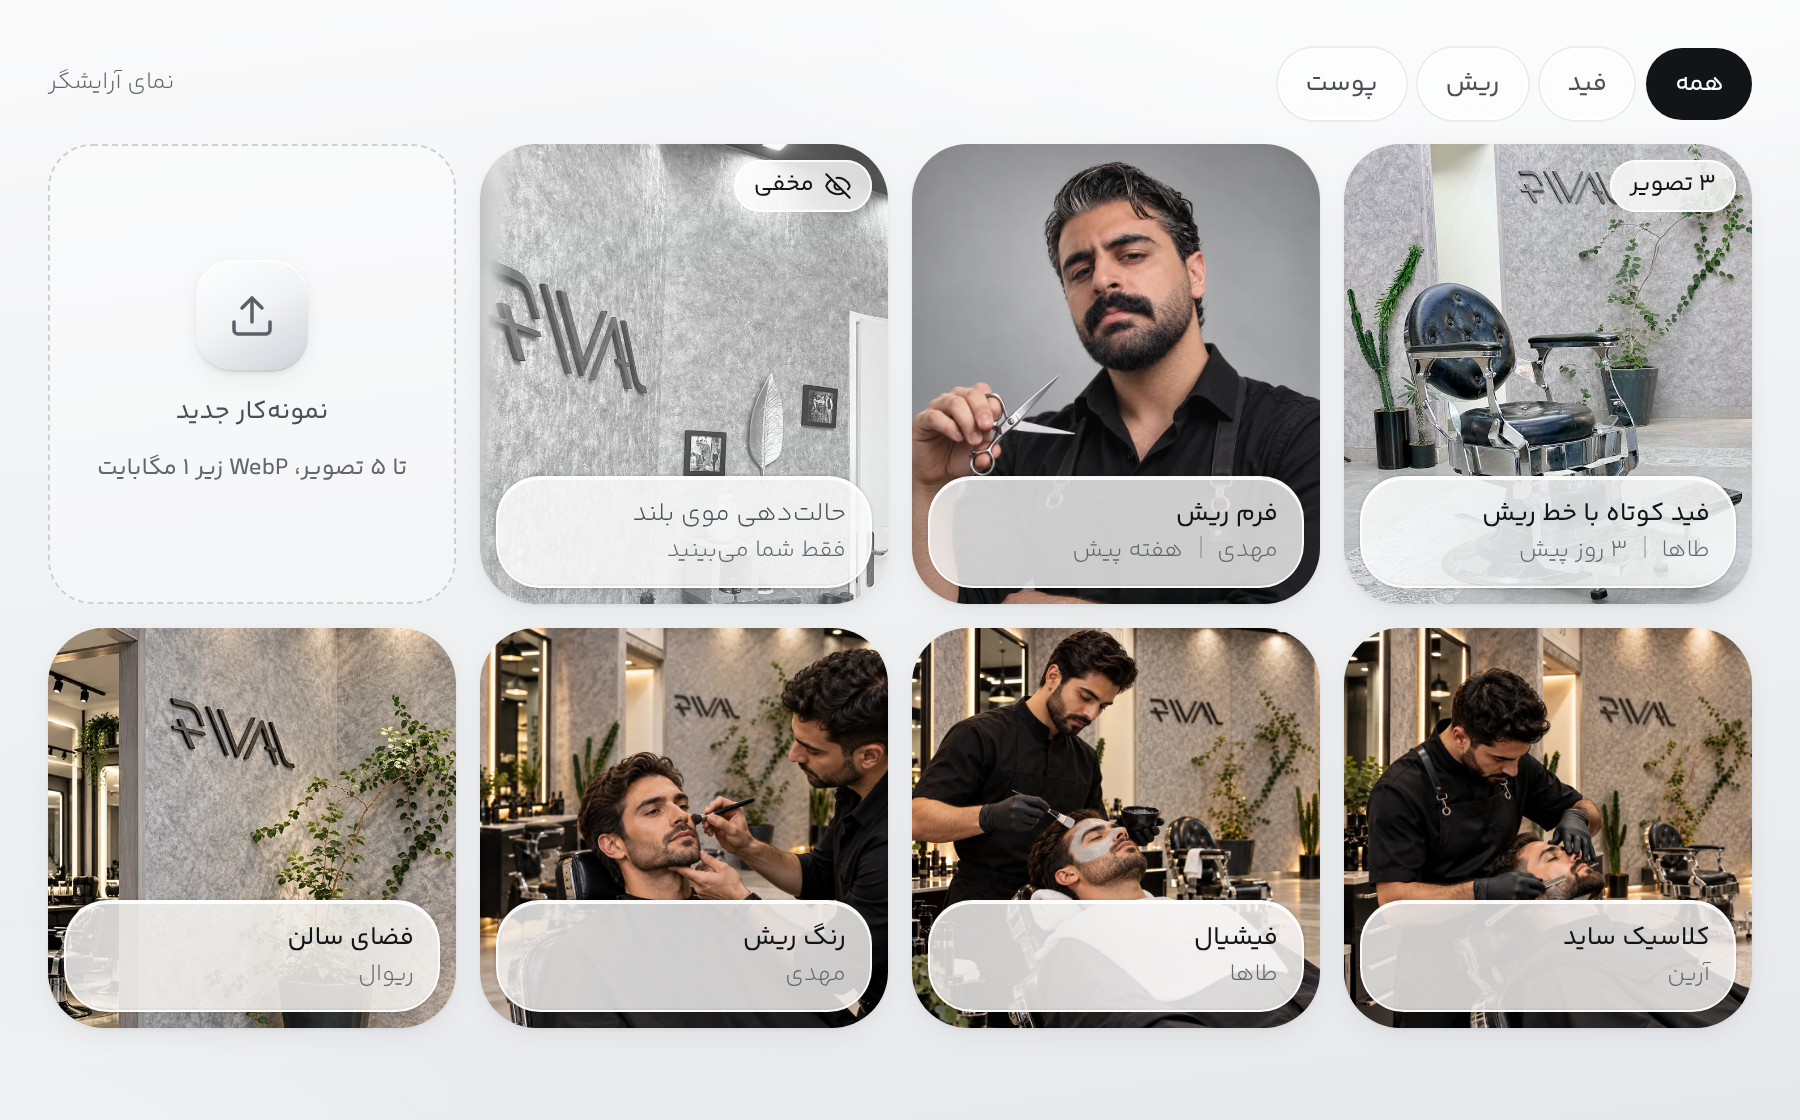 همه
فید
ریش
پوست
نمای آرایشگر
۳ تصویر
فید کوتاه با خط ریش
طاها | ۳ روز پیش
فرم ریش
مهدی | هفته پیش
مخفی
حالت‌دهی موی بلند
فقط شما می‌بینید
نمونه‌کار جدید
تا ۵ تصویر، WebP زیر ۱ مگابایت
کلاسیک ساید
آرین
فیشیال
طاها
رنگ ریش
مهدی
فضای سالن
ریوال